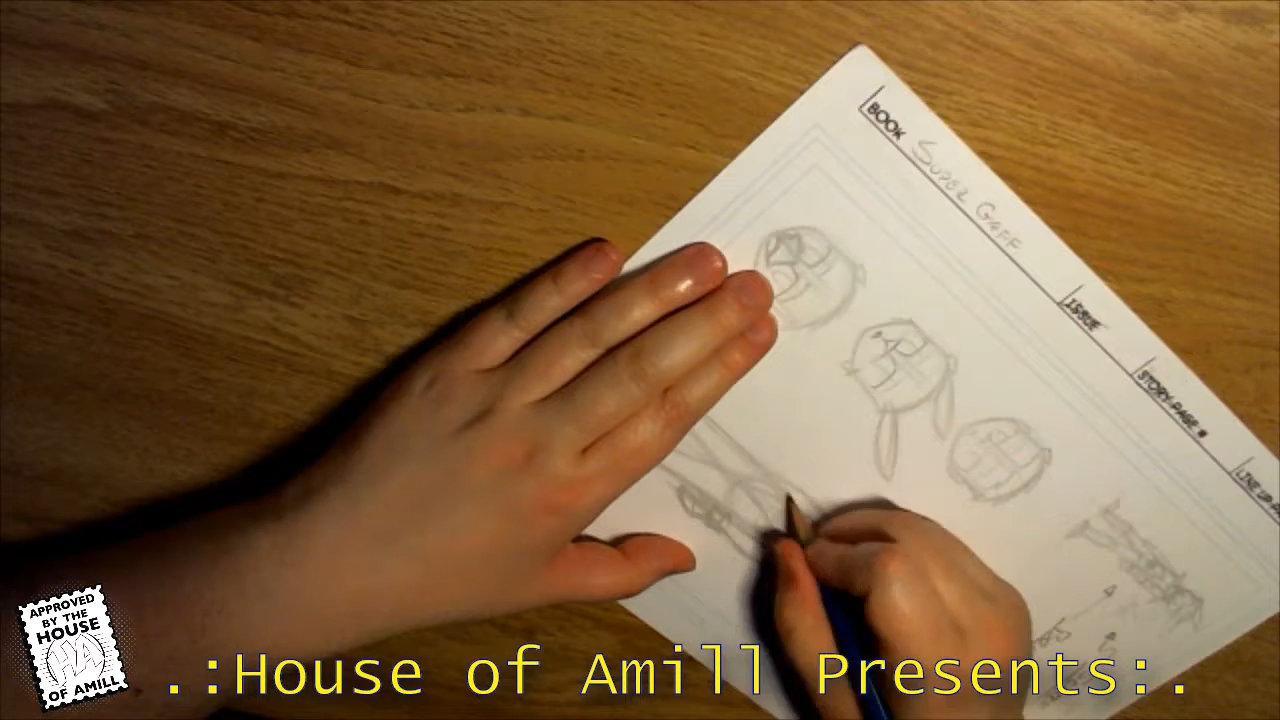 BOOK SUPER GAFF
ISSUE
STORY PAGE #
APPROVED
BY THE
HOUSE
HA
OF AMILL
.:House of Amill Presents:.